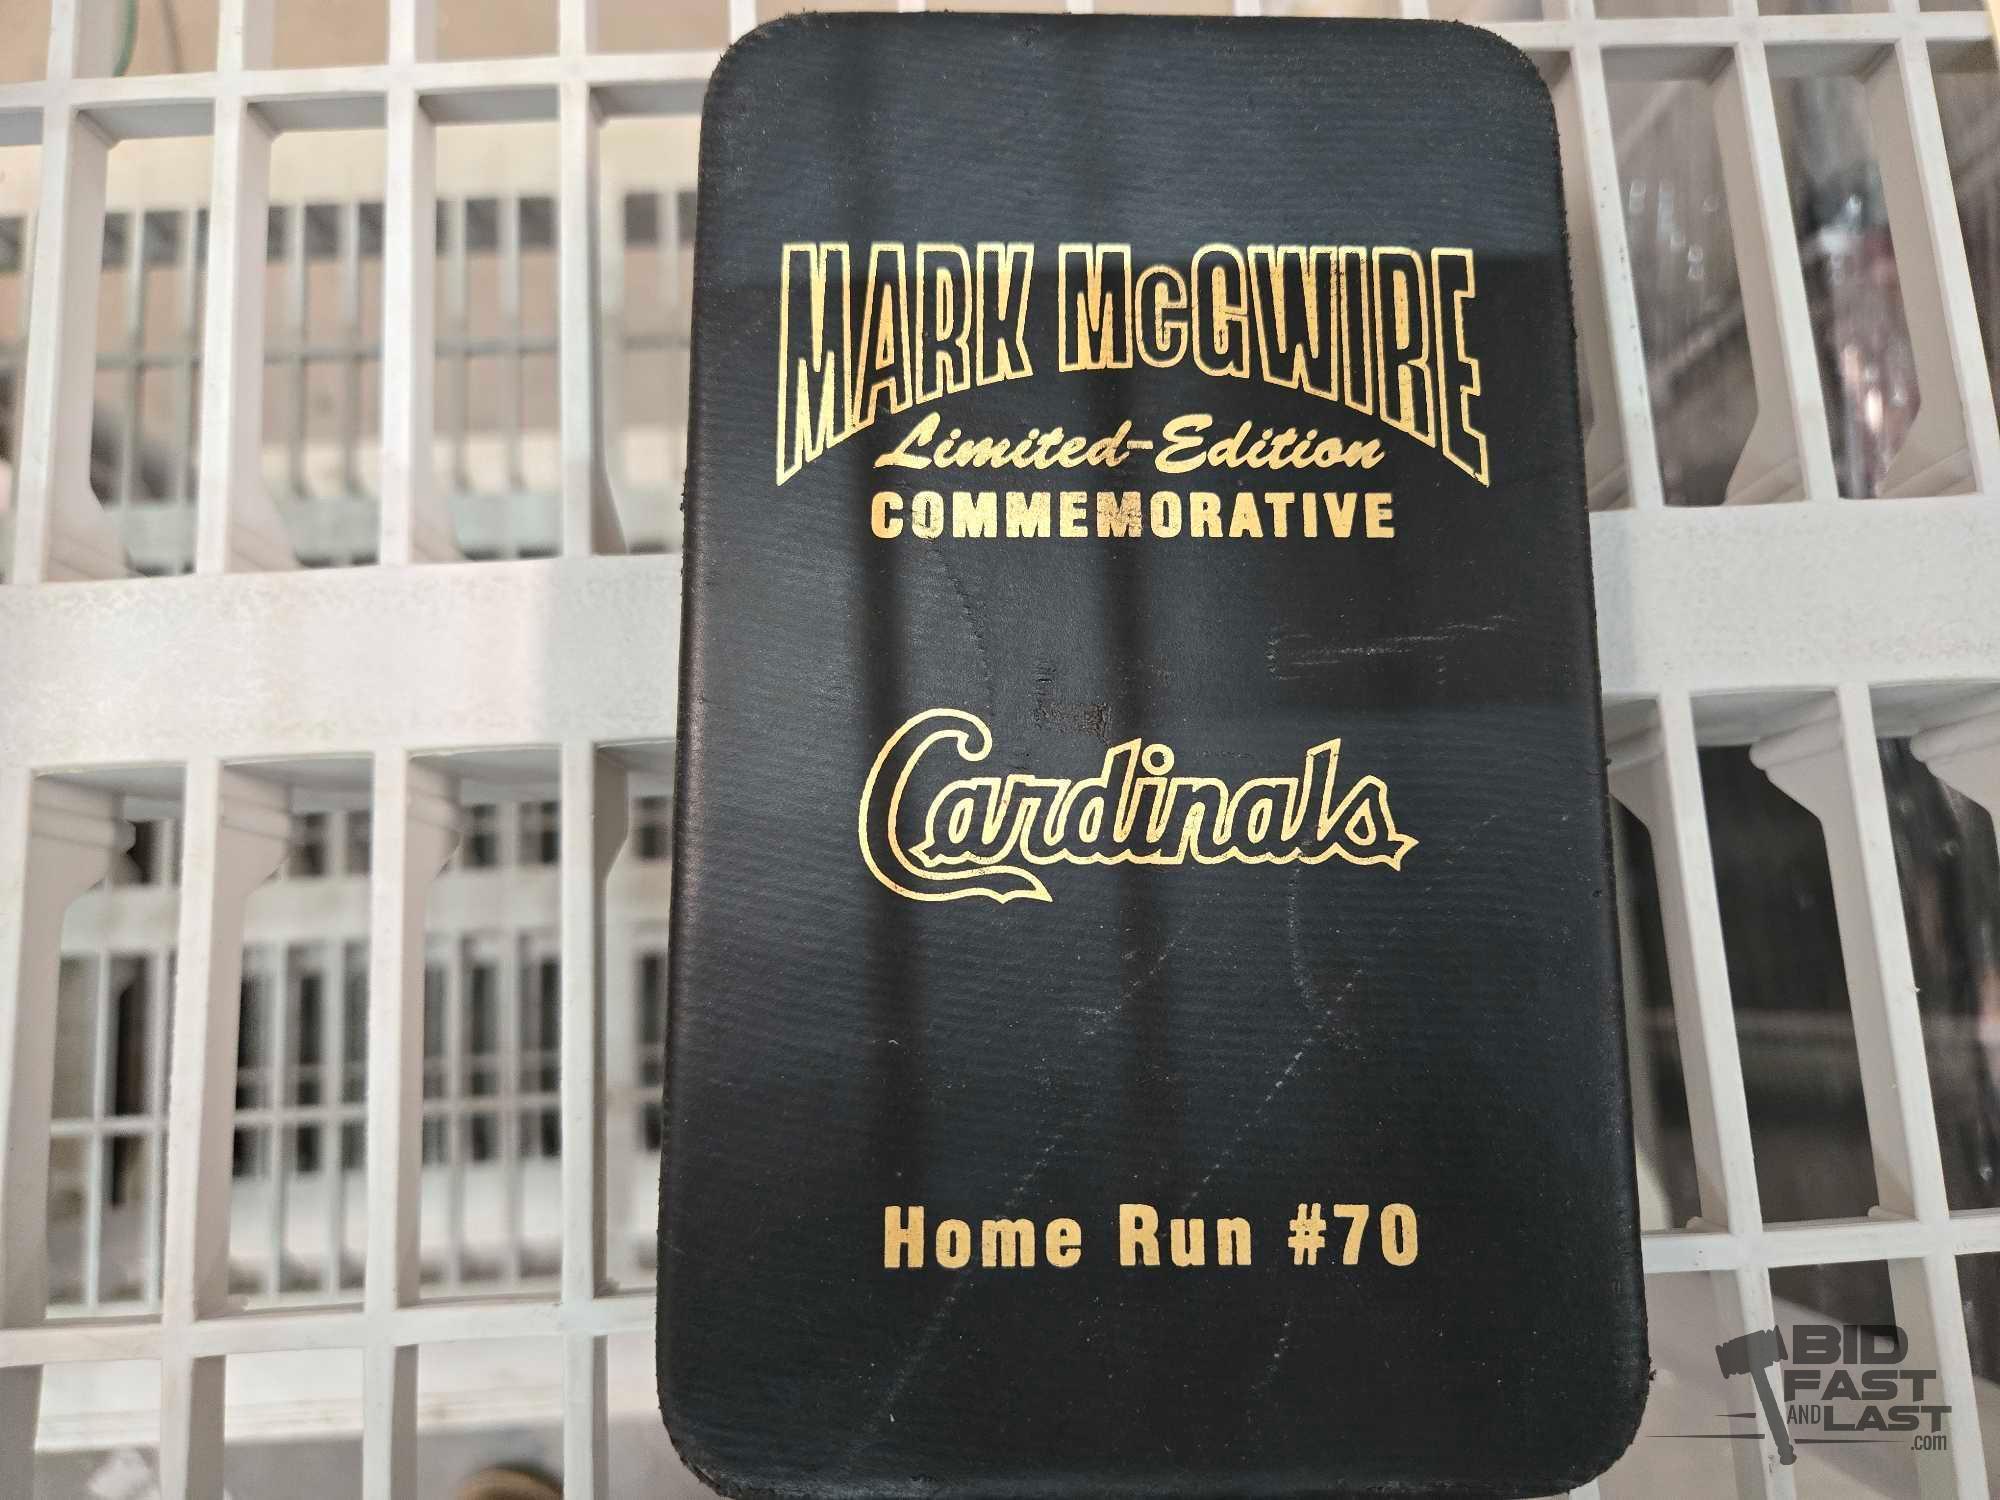 MARK McGWIRE
Limited-Edition
COMMEMORATIVE
Cardinals
Home Run #70
BID
FAST
AND LAST
.com